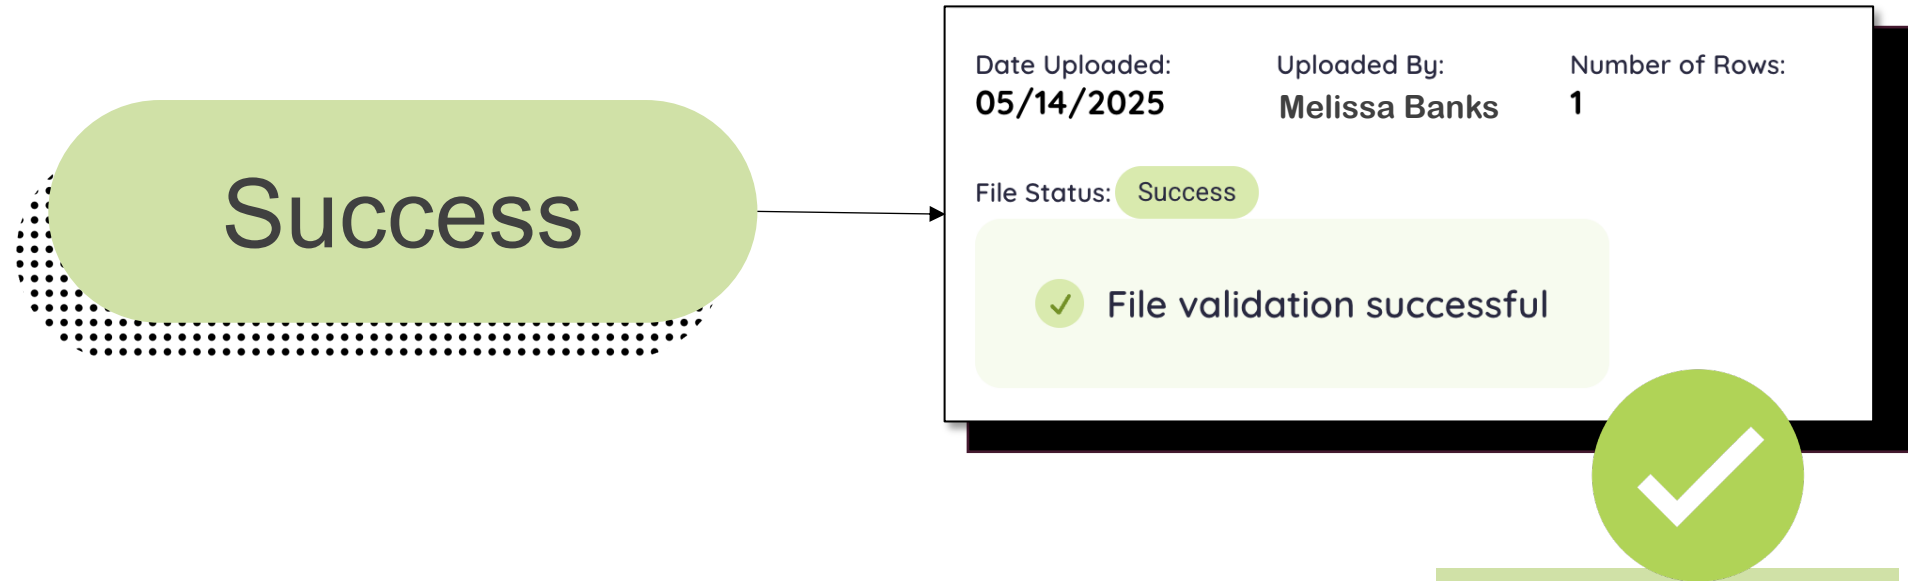 Success
Date Uploaded:
05/14/2025
Uploaded By:
Melissa Banks
Number of Rows:
1
File Status: Success
File validation successful